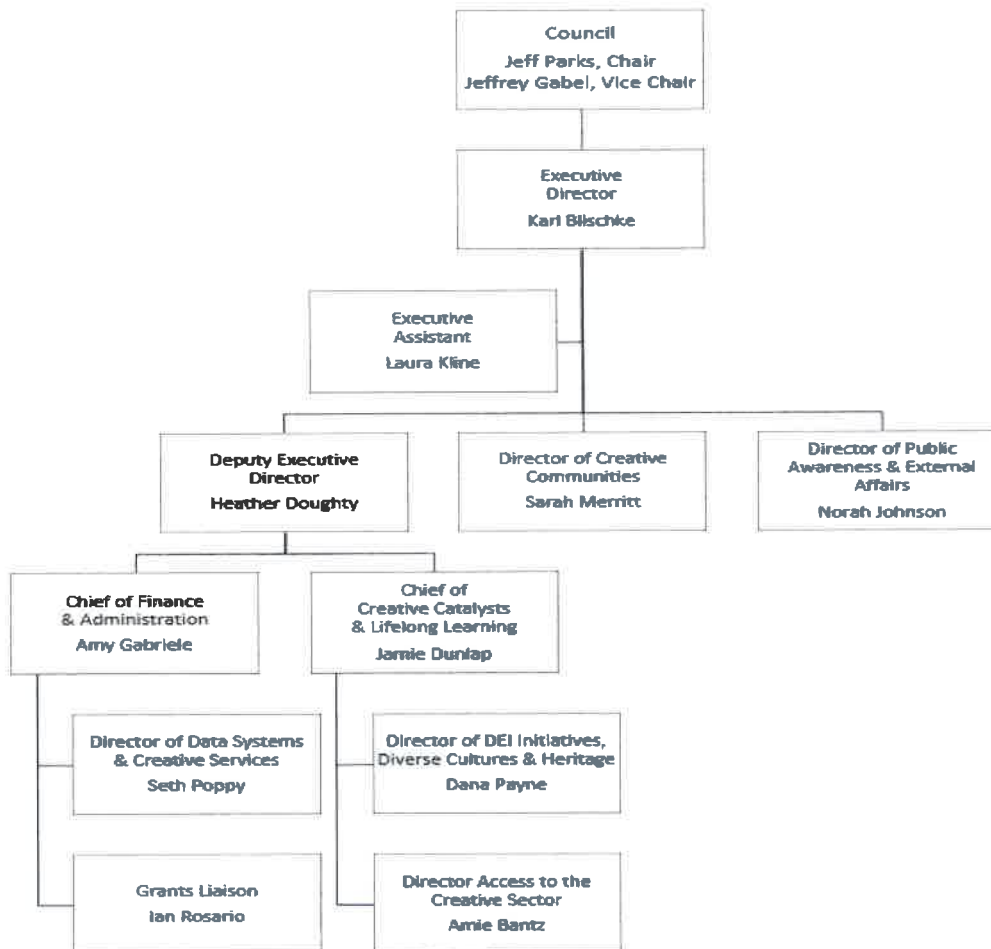 Council
Jeff Parks, Chair
Jeffrey Gabel, Vice Chair
Executive
Director
Karl Blischke
Executive
Assistant
Laura Kline
Deputy Executive
Director
Heather Doughty
Director of Creative
Communities
Sarah Merritt
Director of Public
Awareness & External
Affairs
Norah Johnson
Chief of Finance
& Administration
Amy Gabriele
Chief of
Creative Catalysts
& Lifelong Learning
Jamie Dunlap
Director of Data Systems
& Creative Services
Seth Poppy
Director of DEI Initiatives,
Diverse Cultures & Heritage
Dana Payne
Grants Liaison
Ian Rosario
Director Access to the
Creative Sector
Amie Bantz